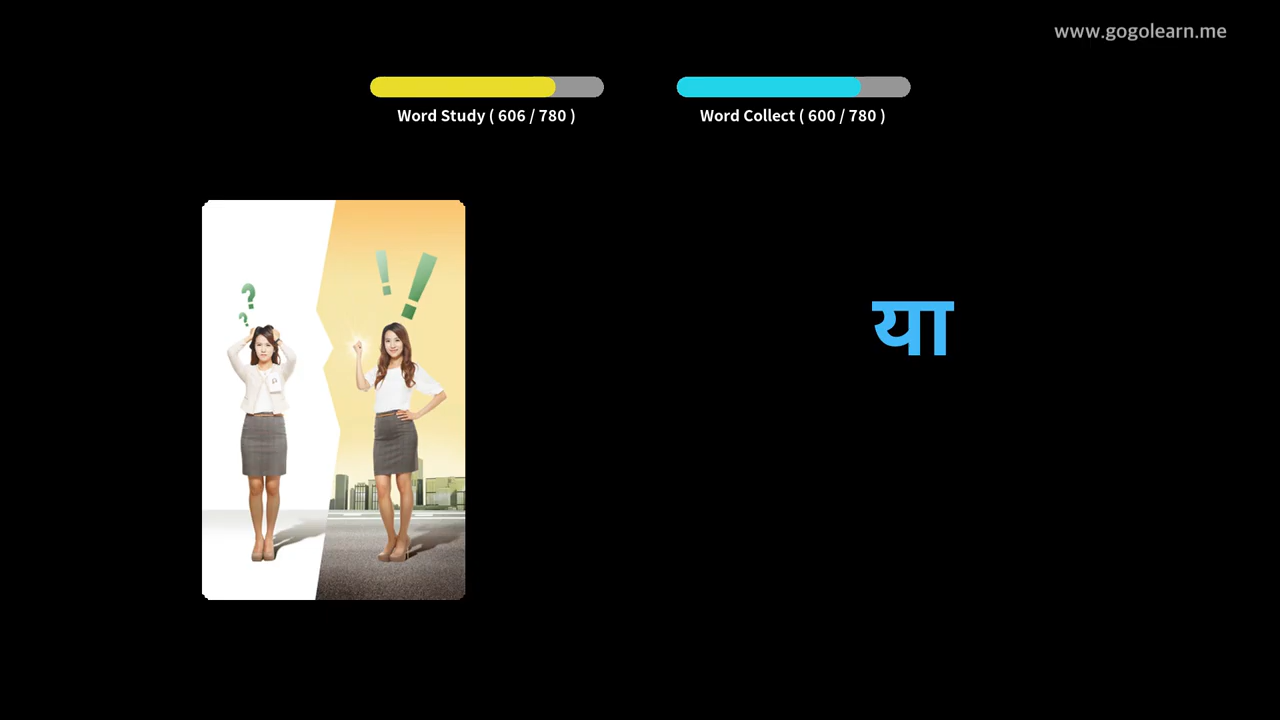 www.gogolearn.me
Word Study ( 606 / 780 )
Word Collect ( 600 / 780 )
? ?
! !
या